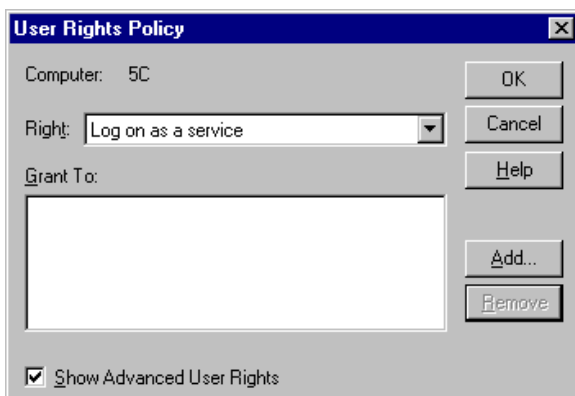 User Rights Policy
Computer: 5C
OK
Right: Log on as a service
Cancel
Grant To:
Help
Add...
Remove
Show Advanced User Rights